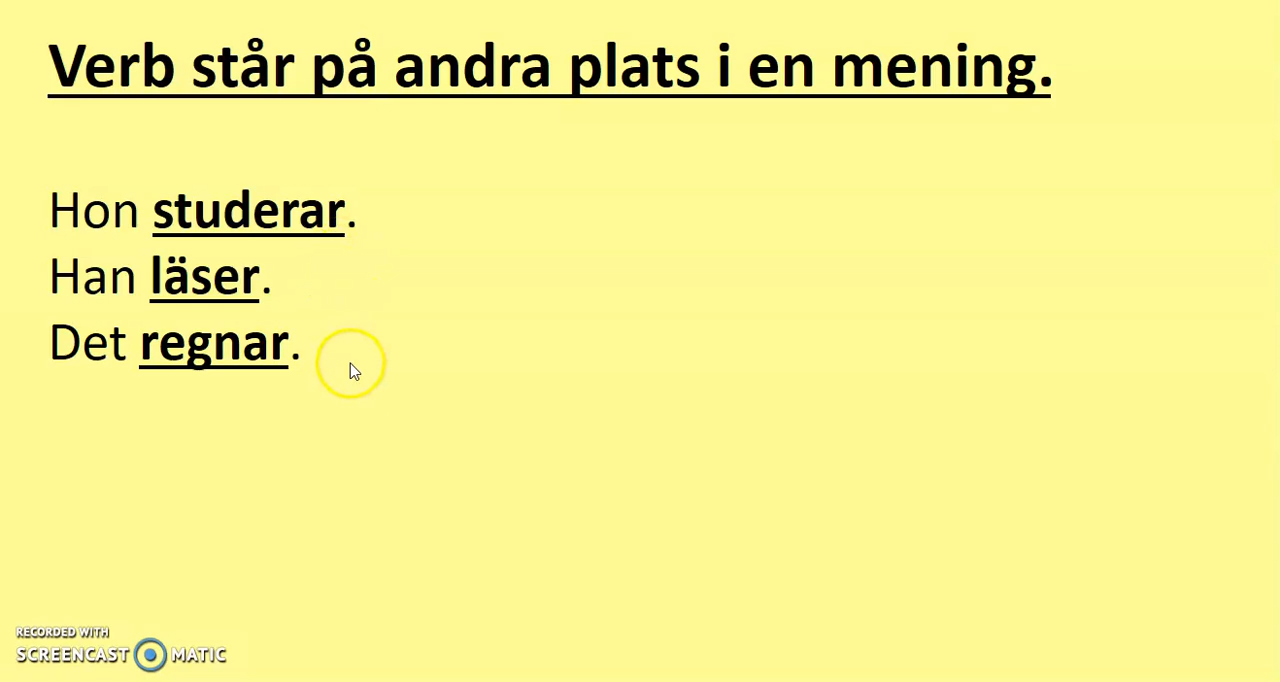 Verb står på andra plats i en mening.
Hon studerar.
Han läser.
Det regnar.
RECORDED WITH
SCREENCAST MATIC